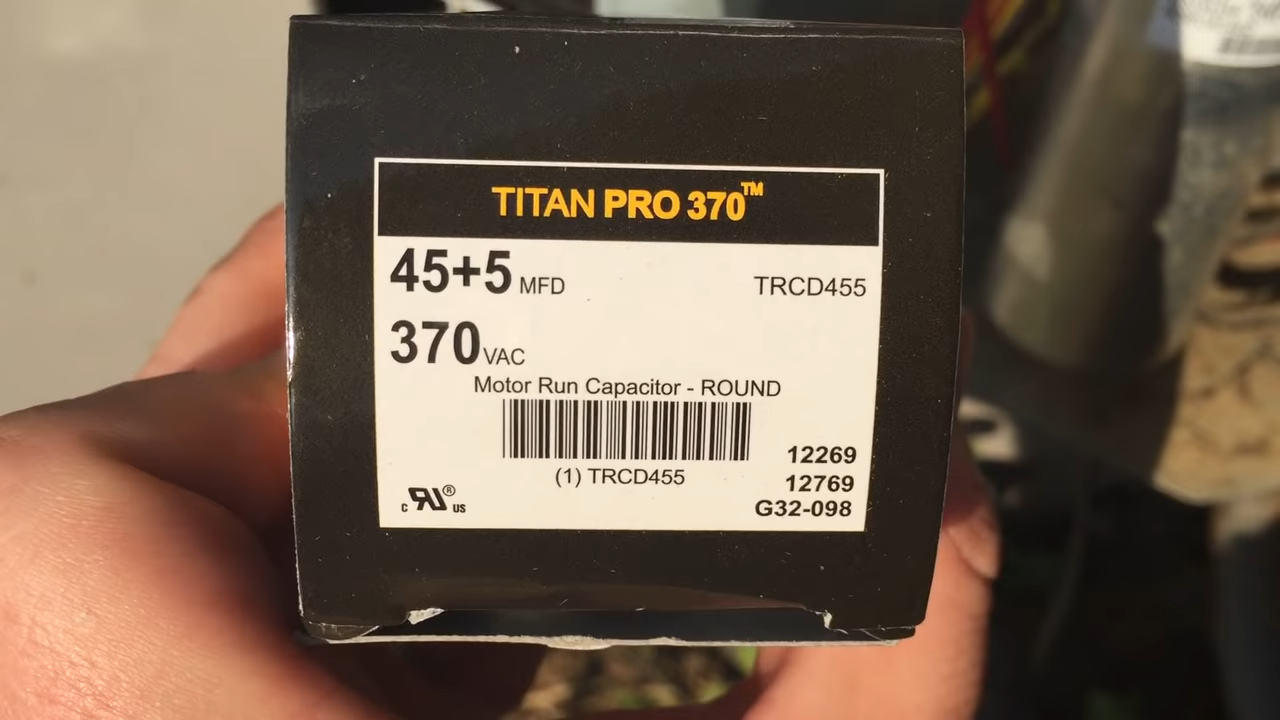 TITAN PRO 370™
45+5 MFD
TRCD455
370 VAC
Motor Run Capacitor - ROUND
(1) TRCD455
12269
12769
G32-098
c RU® US